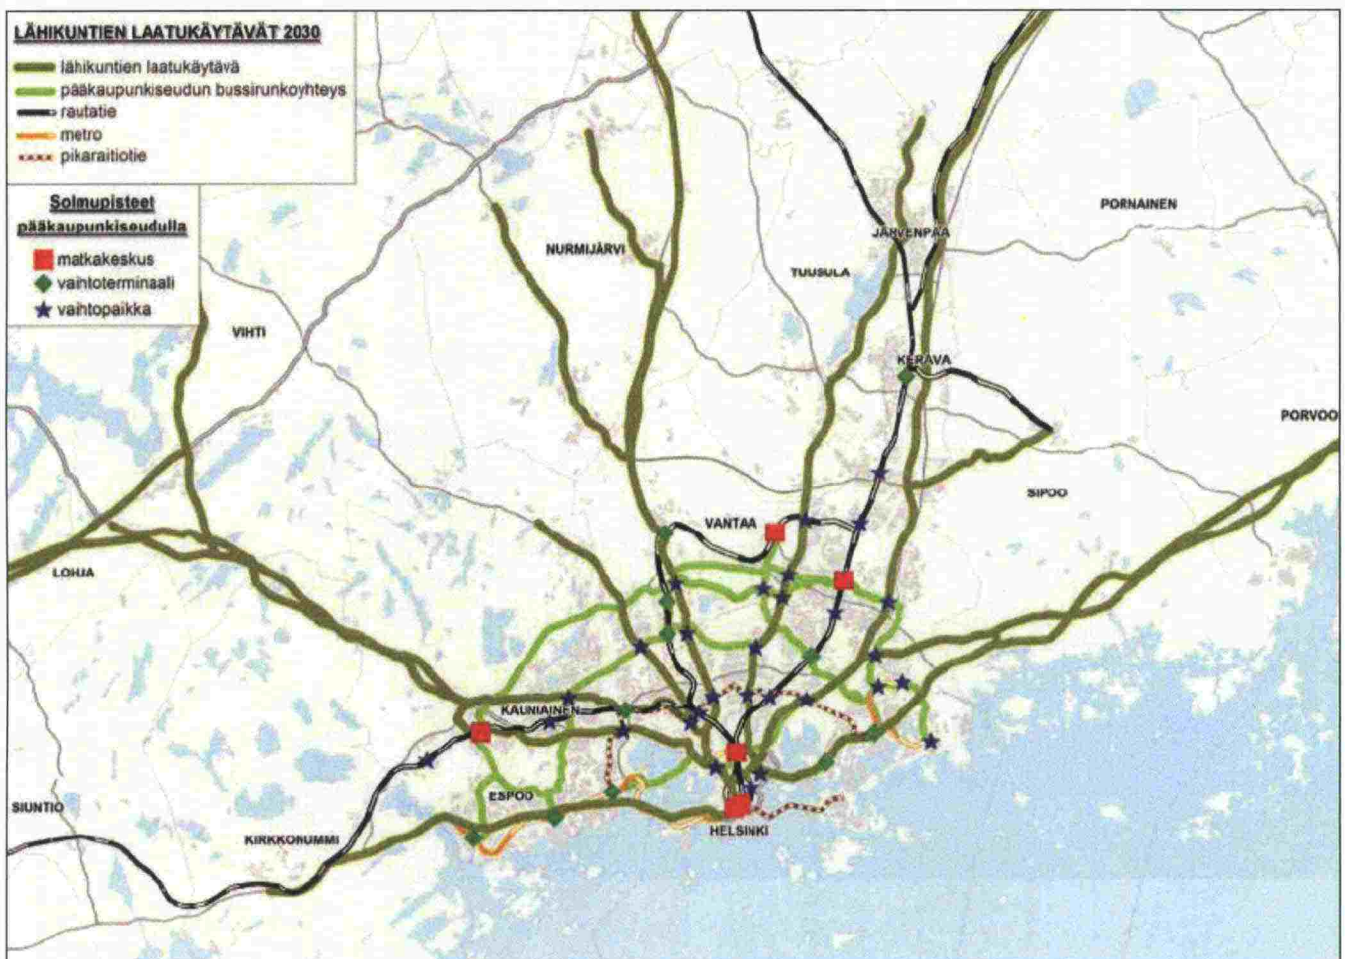 LÄHIKUNTIEN LAATUKÄYTÄVÄT 2030
lähikuntien laatukäytävä
pääkaupunkiseudun bussirunkoyhteys
rautatie
metro
pikaraitiotie
Solmupisteet
pääkaupunkiseudulla
matkakeskus
vaihtoterminaali
vaihtopaikka
PORNAINEN
JÄRVENPÄÄ
NURMIJÄRVI
TUUSULA
VIHTI
KERAVA
PORVOO
SIPOO
VANTAA
LOHJA
KAUNIAINEN
ESPOO
SIUNTIO
HELSINKI
KIRKKONUMMI